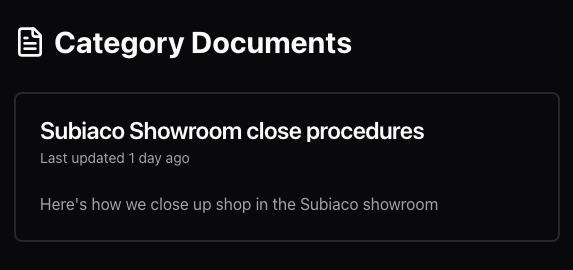 Category Documents
Subiaco Showroom close procedures
Last updated 1 day ago
Here's how we close up shop in the Subiaco showroom